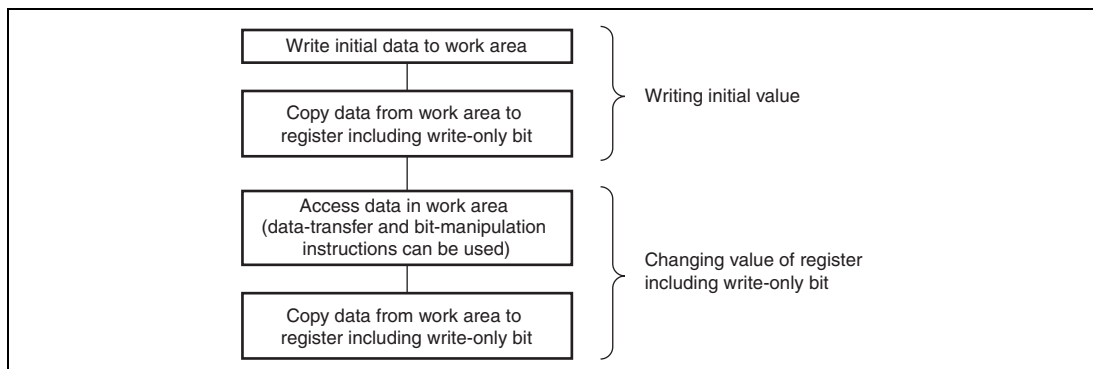 Write initial data to work area
Copy data from work area to
register including write-only bit
Writing initial value
Access data in work area
(data-transfer and bit-manipulation
instructions can be used)
Copy data from work area to
register including write-only bit
Changing value of register
including write-only bit